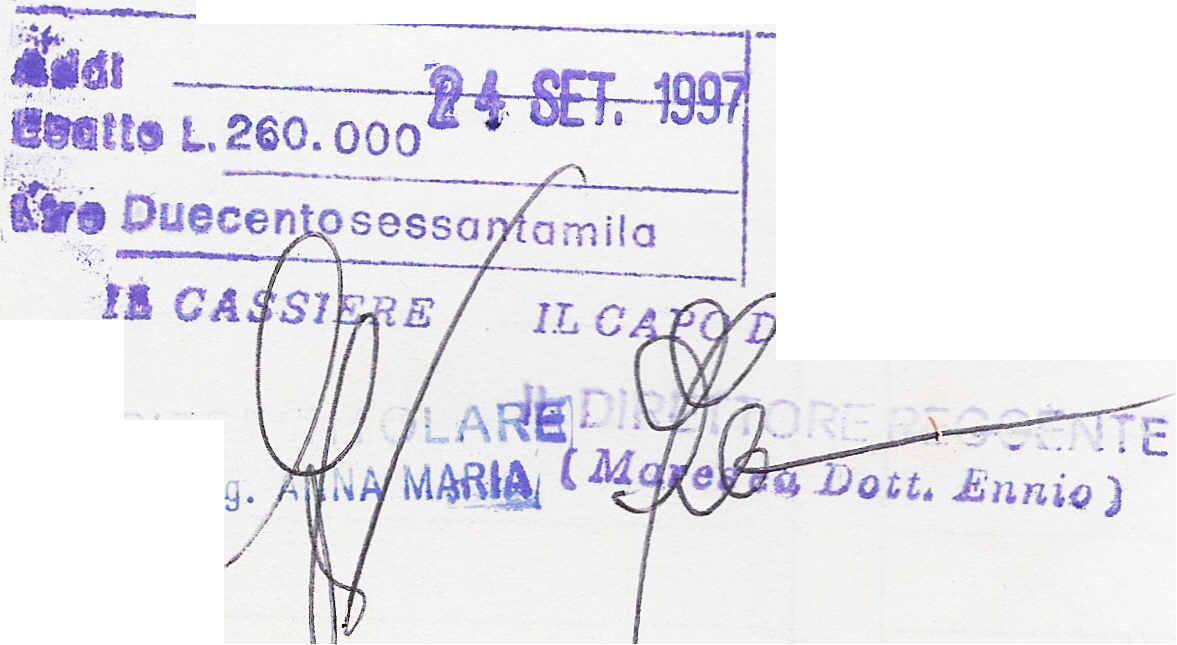 Addì 24 SET. 1997
Esatto L. 260.000
Lire Duecentosessantamila
IL CASSIERE IL CAPO D
OLARE IL DIRETTORE REGGENTE
g. ANNA MARIA (Maresca Dott. Ennio)